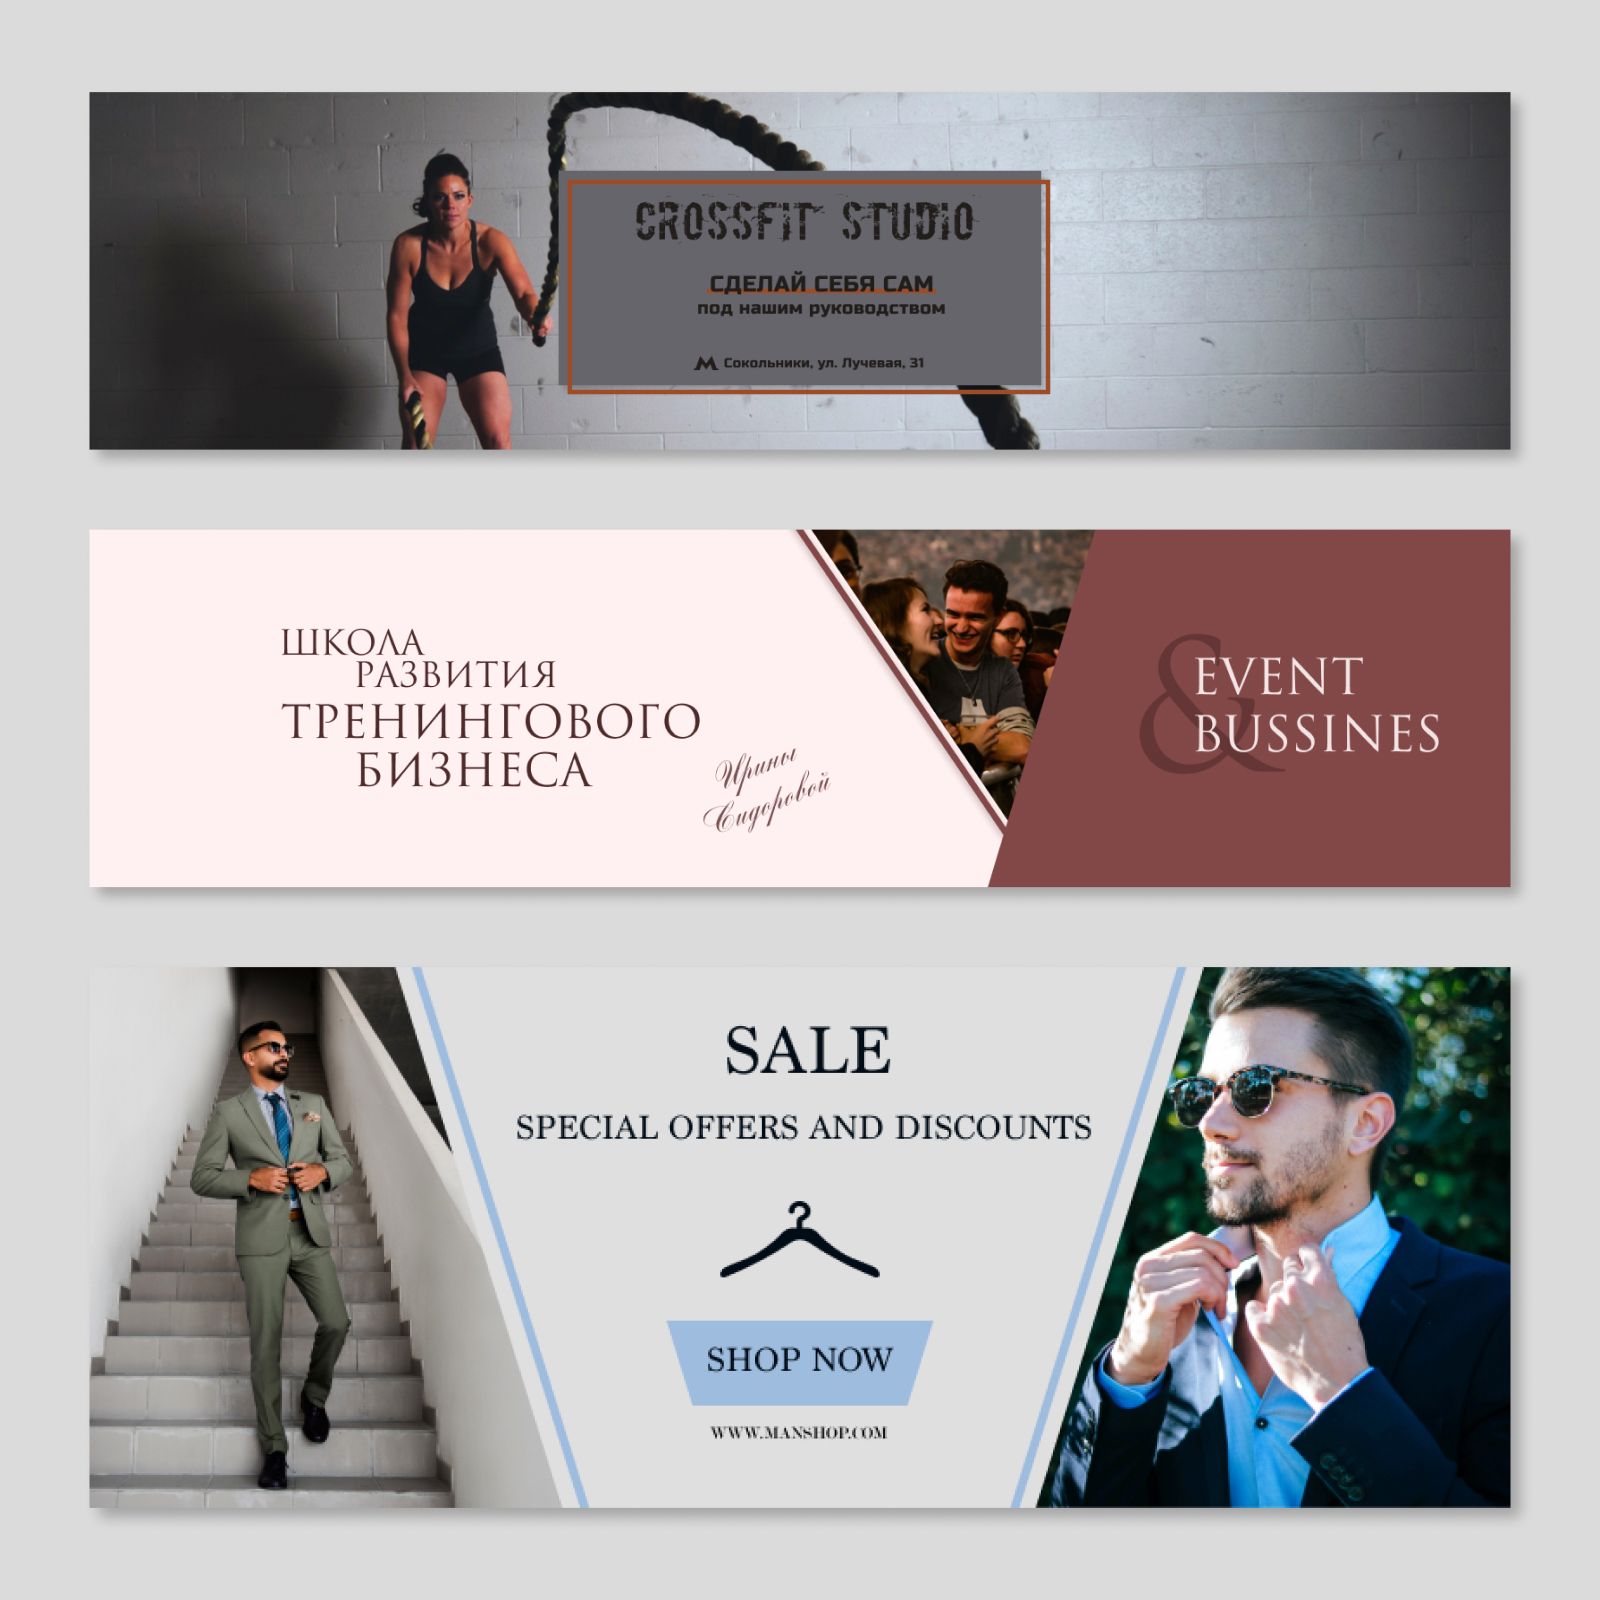 CROSSFIT STUDIO
СДЕЛАЙ СЕБЯ САМ
под нашим руководством
М Сокольники, ул. Лучевая, 31
ШКОЛА
РАЗВИТИЯ
ТРЕНИНГОВОГО
БИЗНЕСА
Ирины
Сидоровой
&
EVENT
BUSSINES
SALE
SPECIAL OFFERS AND DISCOUNTS
SHOP NOW
WWW.MANSHOP.COM